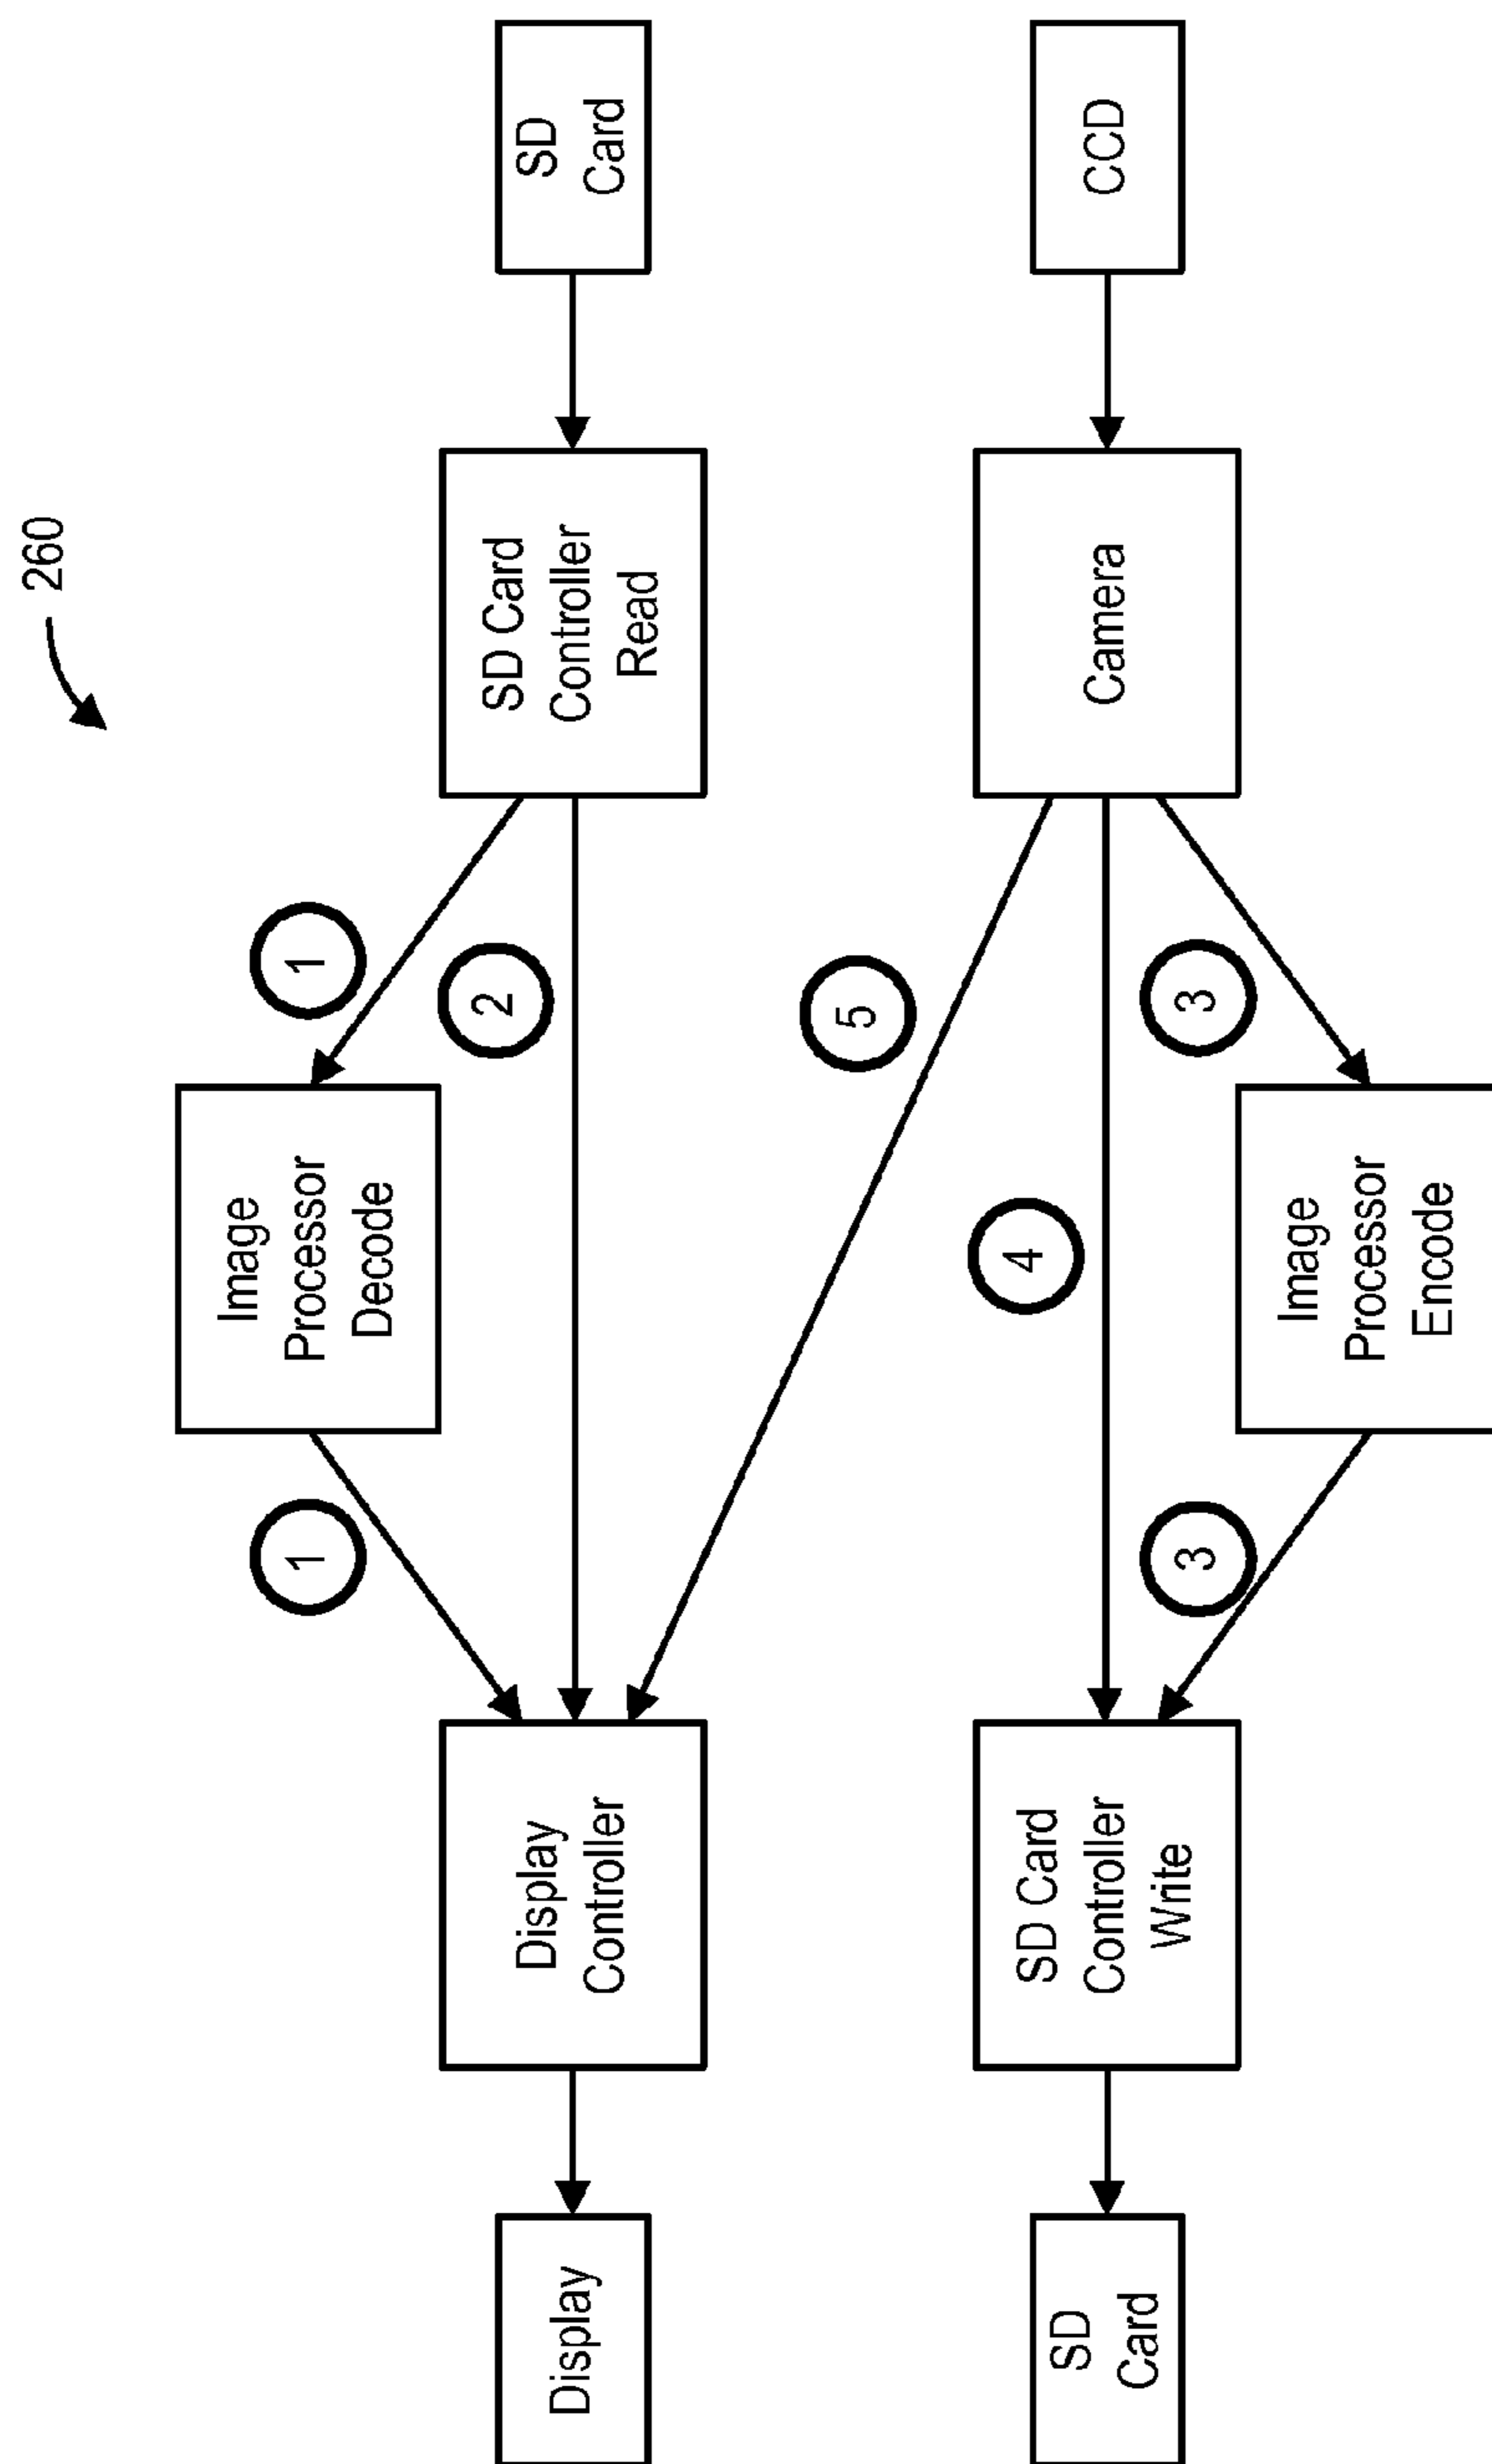 260
SD
Card
CCD
SD Card
Controller
Read
Camera
1
2
5
3
Image
Processor
Decode
4
Image
Processor
Encode
1
3
Display
Controller
SD Card
Controller
Write
Display
SD
Card